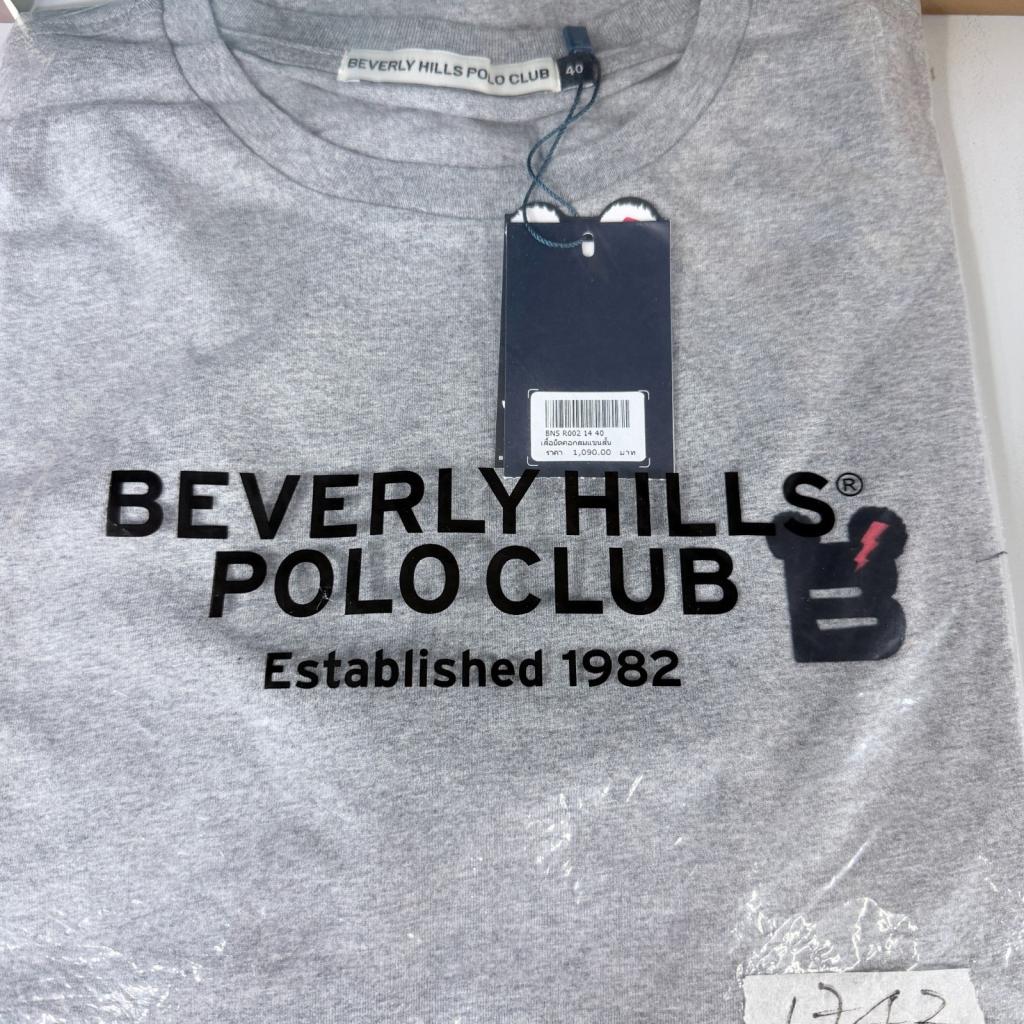 BEVERLY HILLS POLO CLUB
40
BNS R002 14 40
เสื้อยืดคอกลมแขนสั้น
ราคา 1,090.00 บาท
BEVERLY HILLS®
POLO CLUB
Established 1982
B